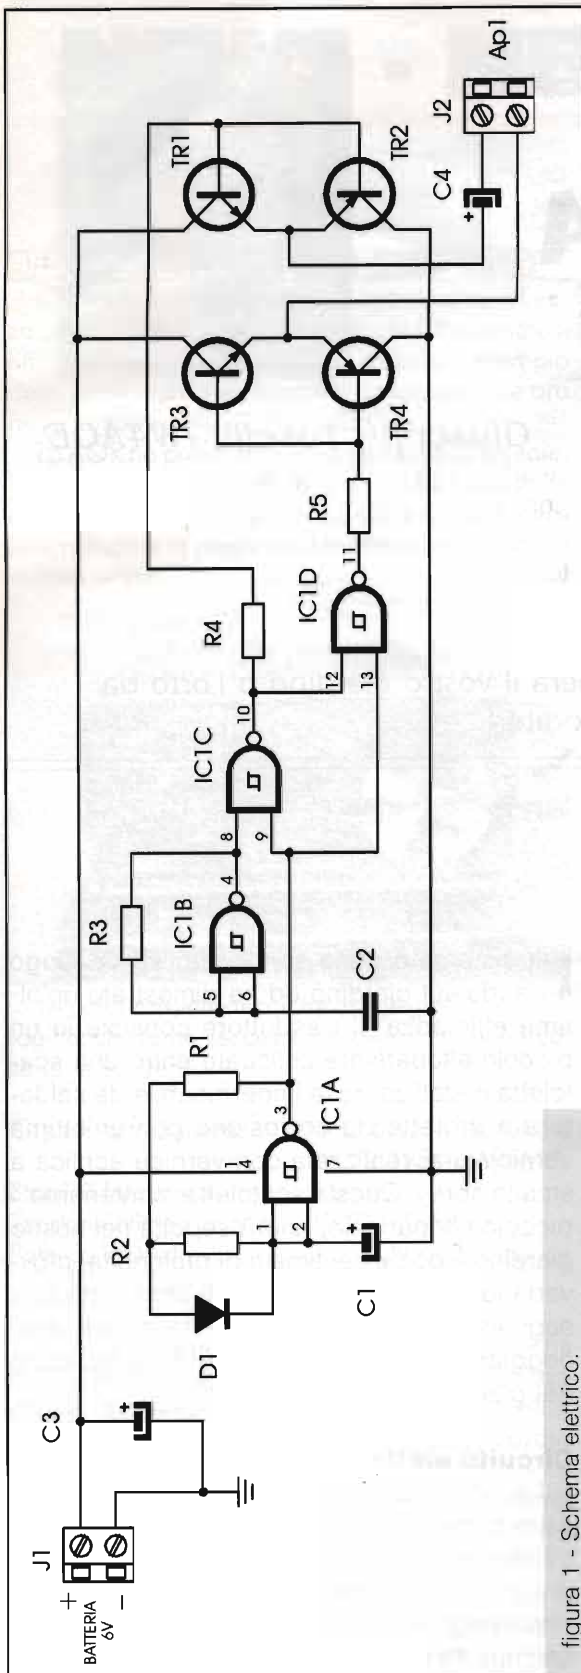 J1
+
BATTERIA
6V
−
C3
D1
R2
R1
1
2
3
14
7
IC1A
C1
R3
5
6
4
IC1B
C2
8
9
10
IC1C
R4
12
13
11
IC1D
R5
TR3
TR4
TR1
TR2
+
C4
J2
Ap1
figura 1 - Schema elettrico.